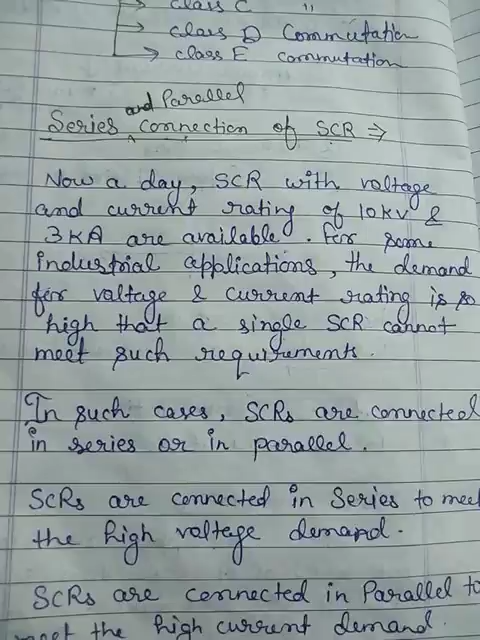 → class C "
→ class D Commutation
→ class E commutation
and Parallel
Series connection of SCR ⇒
Now a day, SCR with voltage
and current rating of 10KV &
3KA are available. For some
industrial applications, the demand
for voltage & current rating is so
high that a single SCR cannot
meet such requirements.
In such cases, SCRs are connected
in series or in parallel.
SCRs are connected in Series to meet
the high voltage demand.
SCRs are connected in Parallel to
meet the high current demand.